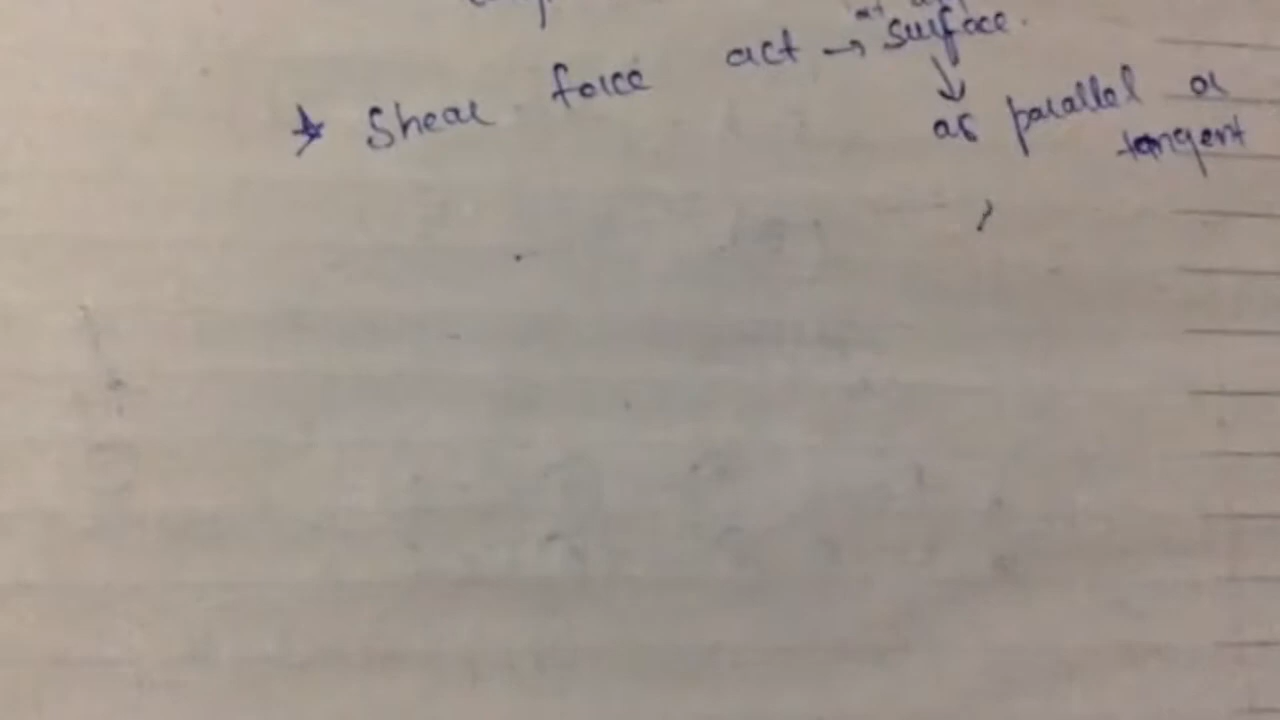 ★ Shear force act → surface.
↓
as parallel or
tangent